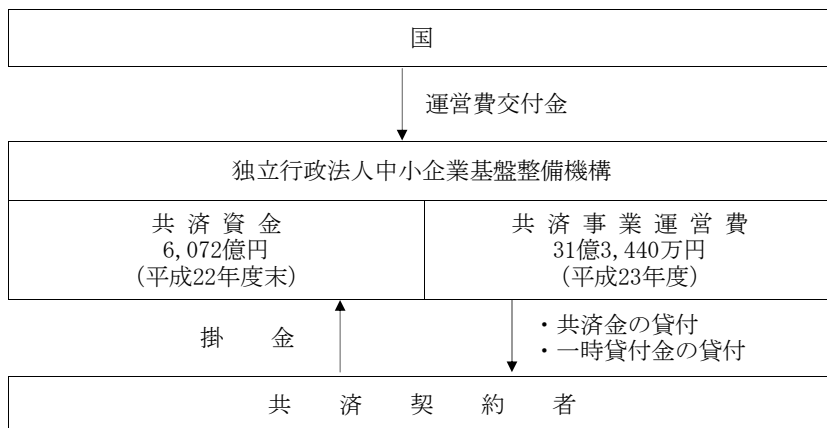 国
運営費交付金
独立行政法人中小企業基盤整備機構
共済資金
6,072億円
（平成22年度末）
共済事業運営費
31億3,440万円
（平成23年度）
掛金
・共済金の貸付
・一時貸付金の貸付
共済契約者